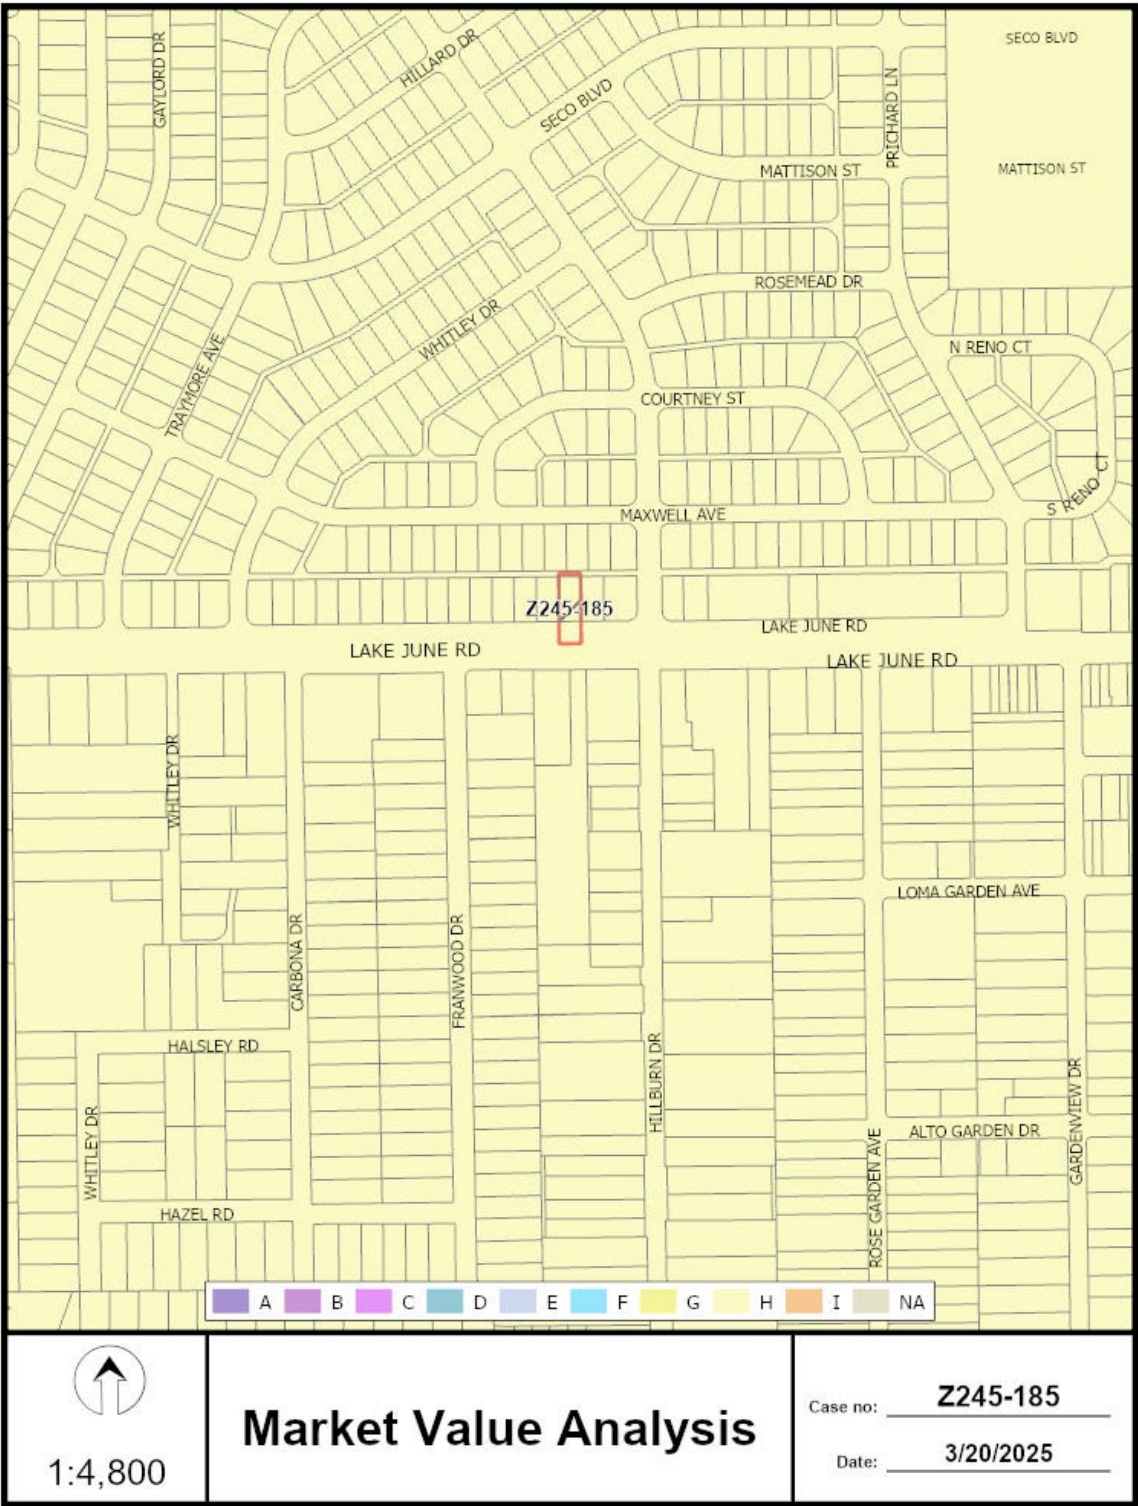 SECO BLVD
GAYLORD DR
HILLARD DR
SECO BLVD
PRICHARD LN
MATTISON ST
MATTISON ST
ROSEMEAD DR
WHITLEY DR
TRAYMORE AVE
N RENO CT
COURTNEY ST
S RENO CT
MAXWELL AVE
Z245-185
LAKE JUNE RD
LAKE JUNE RD
LAKE JUNE RD
WHITLEY DR
LOMA GARDEN AVE
CARBONA DR
FRANWOOD DR
HALSLEY RD
HILLBURN DR
GARDENVIEW DR
WHITLEY DR
ALTO GARDEN DR
ROSE GARDEN AVE
HAZEL RD
A B C D E F G H I NA
1:4,800
Market Value Analysis
Case no: Z245-185
Date: 3/20/2025